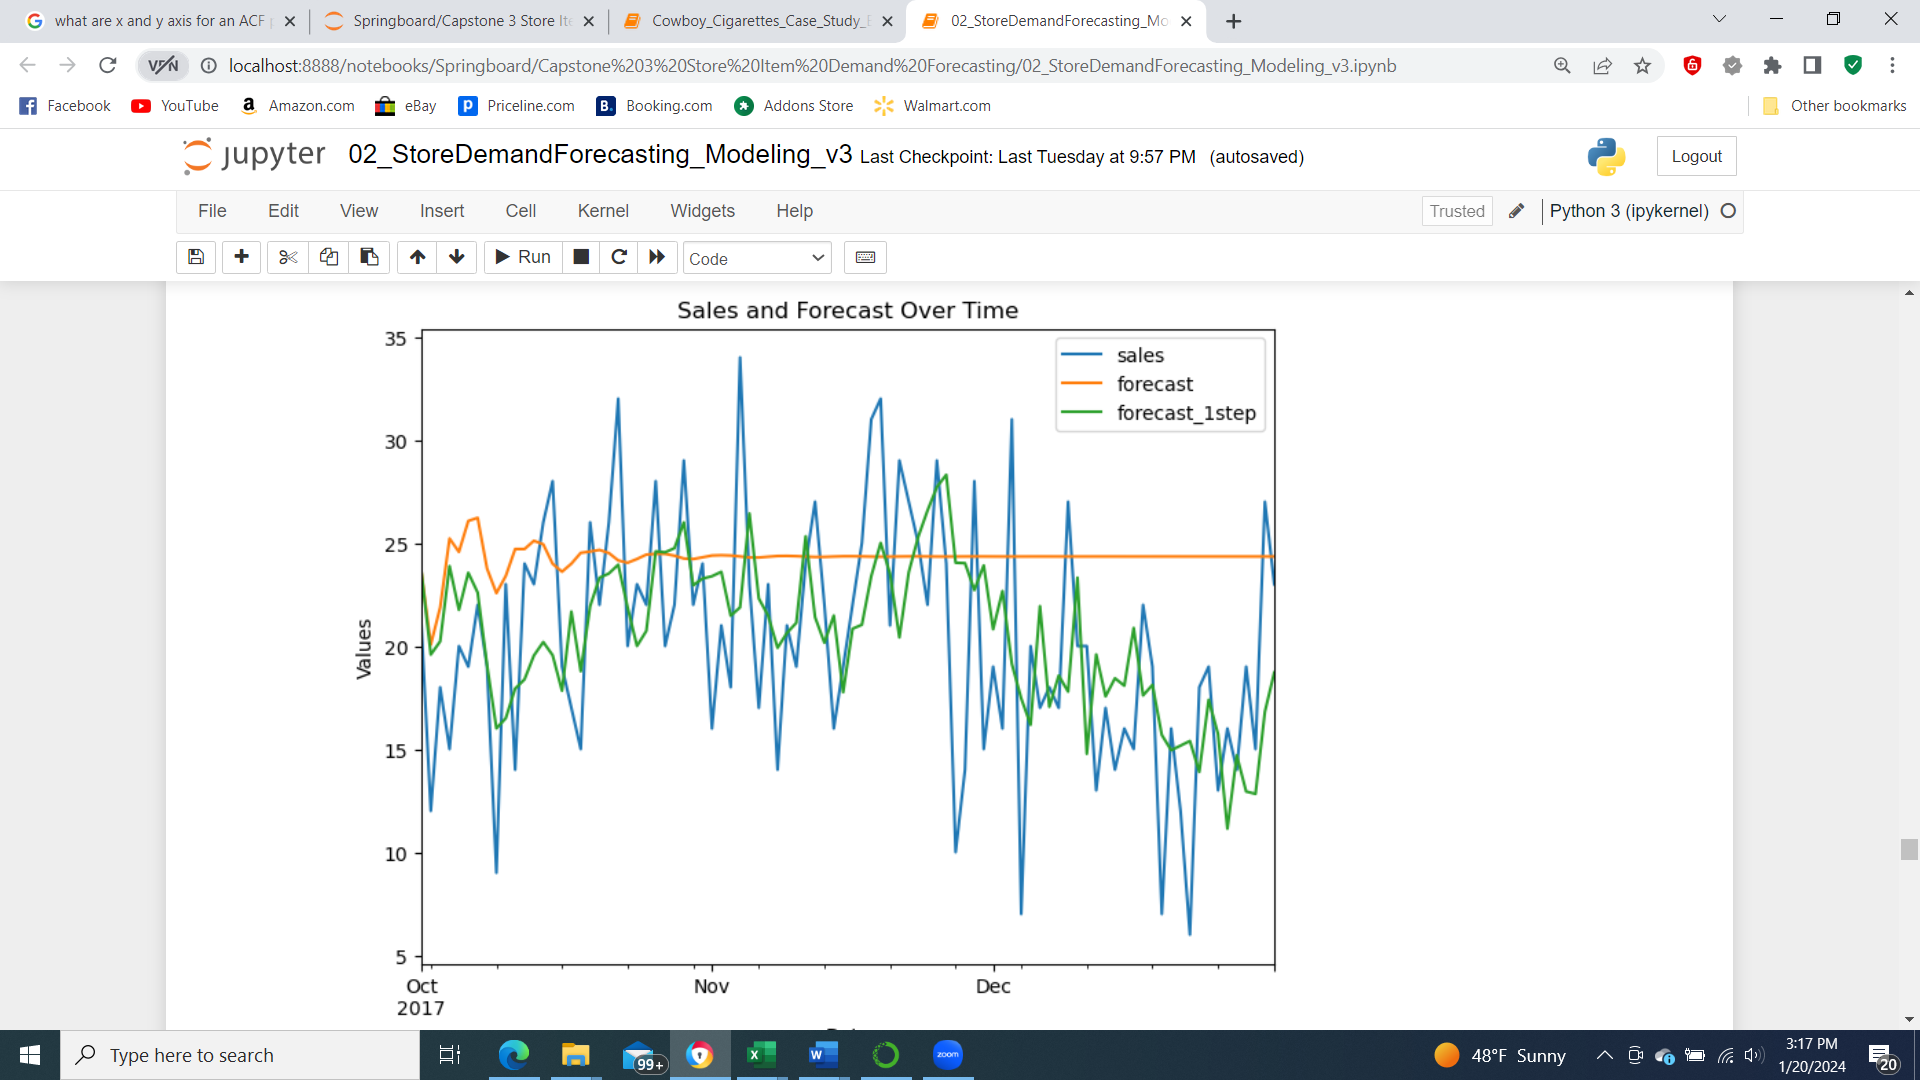 what are x and y axis for an ACF p
Springboard/Capstone 3 Store Ite
Cowboy_Cigarettes_Case_Study_E
02_StoreDemandForecasting_Mo
VPN
localhost:8888/notebooks/Springboard/Capstone%203%20Store%20Item%20Demand%20Forecasting/02_StoreDemandForecasting_Modeling_v3.ipynb
Facebook YouTube Amazon.com eBay Priceline.com Booking.com Addons Store Walmart.com Other bookmarks
jupyter 02_StoreDemandForecasting_Modeling_v3 Last Checkpoint: Last Tuesday at 9:57 PM (autosaved) Logout
File Edit View Insert Cell Kernel Widgets Help Trusted Python 3 (ipykernel)
Run Code
Sales and Forecast Over Time
35
30
25
20
15
10
5
Values
sales
forecast
forecast_1step
Oct Nov Dec
2017
Type here to search
99+
zoom
48°F Sunny
3:17 PM
1/20/2024
20